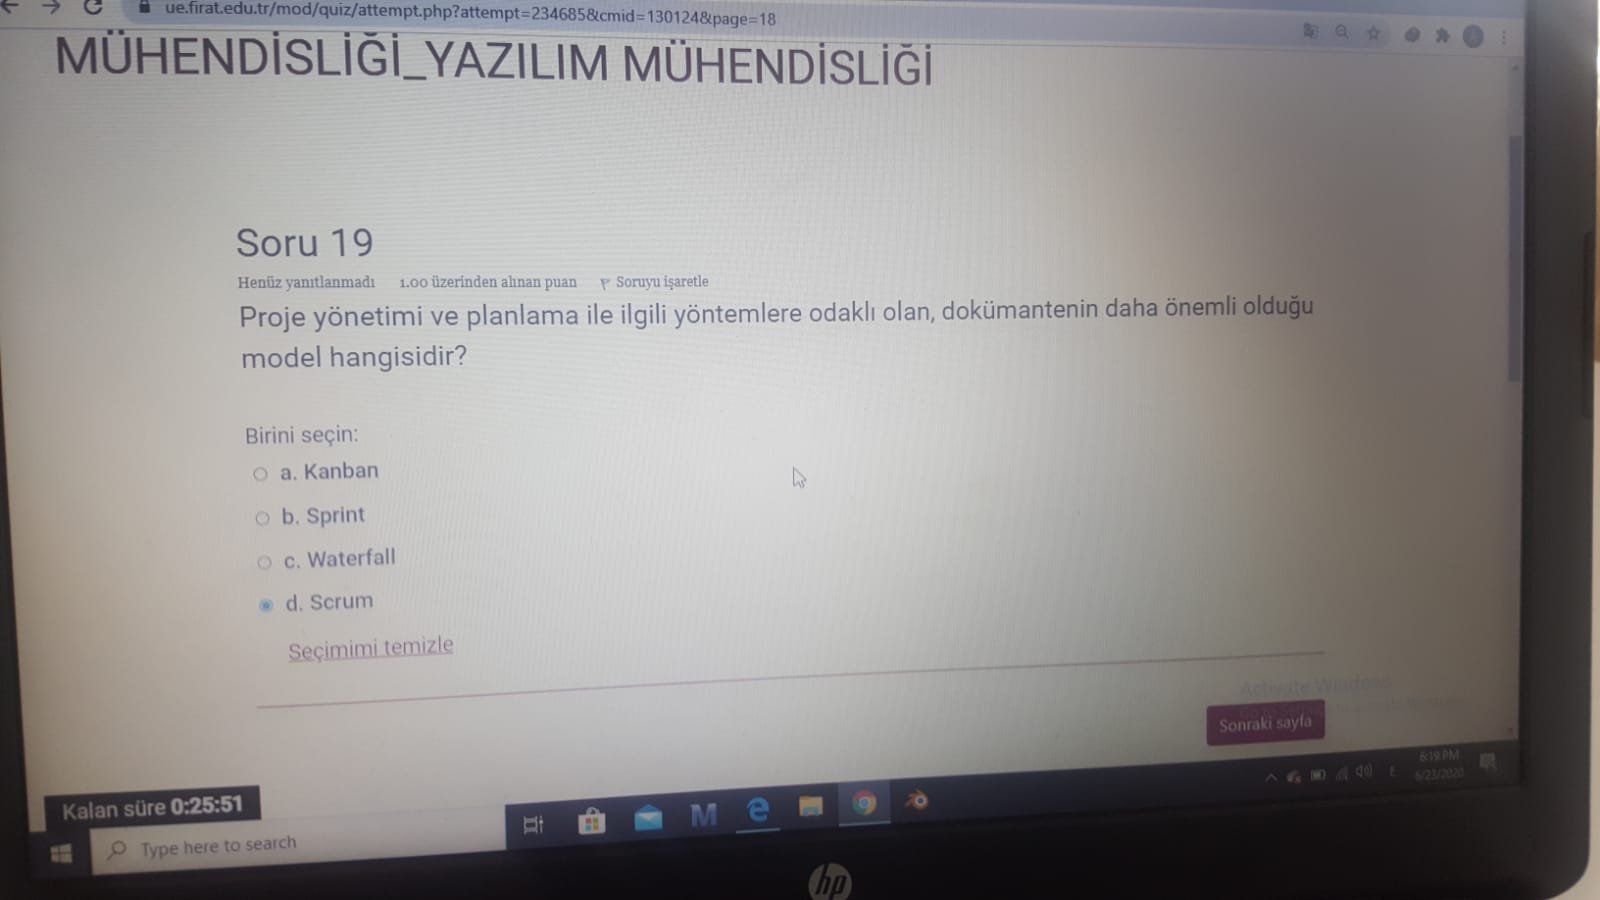 ue.firat.edu.tr/mod/quiz/attempt.php?attempt=234685&cmid=130124&page=18
MÜHENDİSLİĞİ_YAZILIM MÜHENDİSLİĞİ
Soru 19
Henüz yanıtlanmadı 1.00 üzerinden alınan puan Soruyu işaretle
Proje yönetimi ve planlama ile ilgili yöntemlere odaklı olan, dokümantenin daha önemli olduğu
model hangisidir?
Birini seçin:
a. Kanban
b. Sprint
c. Waterfall
d. Scrum
Seçimimi temizle
Activate Windows
Sonraki sayfa
Kalan süre 0:25:51
6:19 PM
6/23/2020
Type here to search
hp